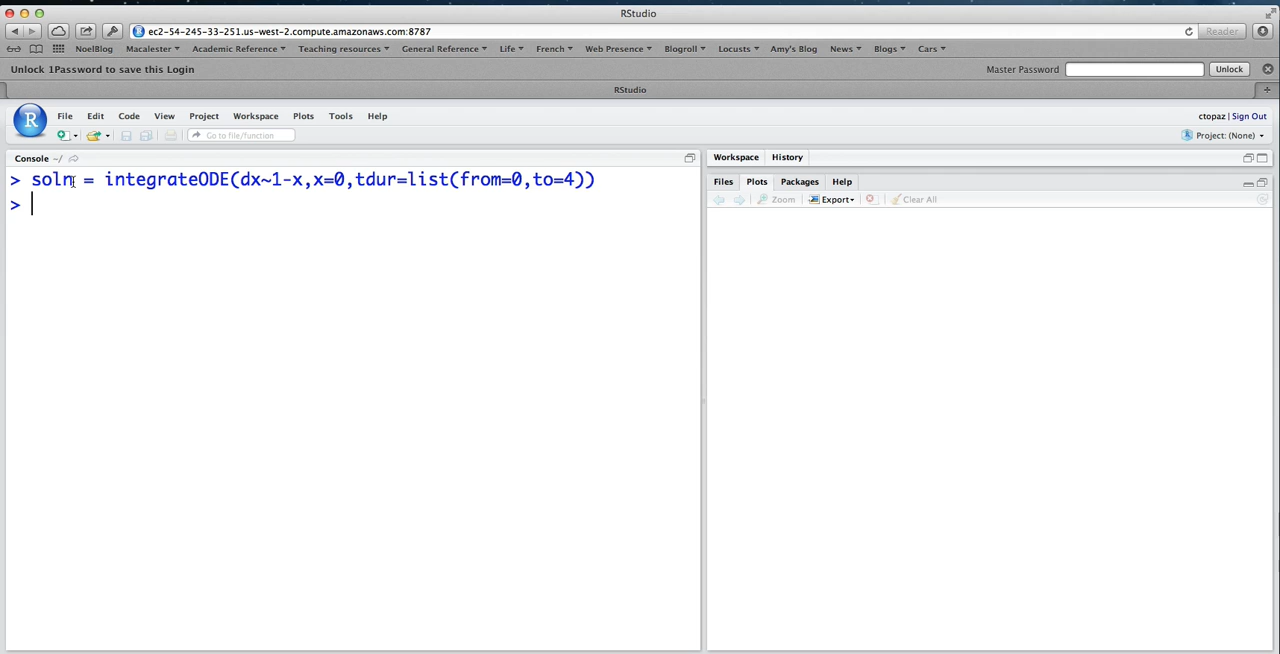 RStudio
ec2-54-245-33-251.us-west-2.compute.amazonaws.com:8787
Reader
NoelBlog Macalester Academic Reference Teaching resources General Reference Life French Web Presence Blogroll Locusts Amy's Blog News Blogs Cars
Unlock 1Password to save this Login
Master Password
Unlock
RStudio
R
File Edit Code View Project Workspace Plots Tools Help
ctopaz | Sign Out
Go to file/function
Project: (None)
Console ~/
Workspace History
> soln = integrateODE(dx~1-x,x=0,tdur=list(from=0,to=4))
>
Files Plots Packages Help
Zoom Export Clear All